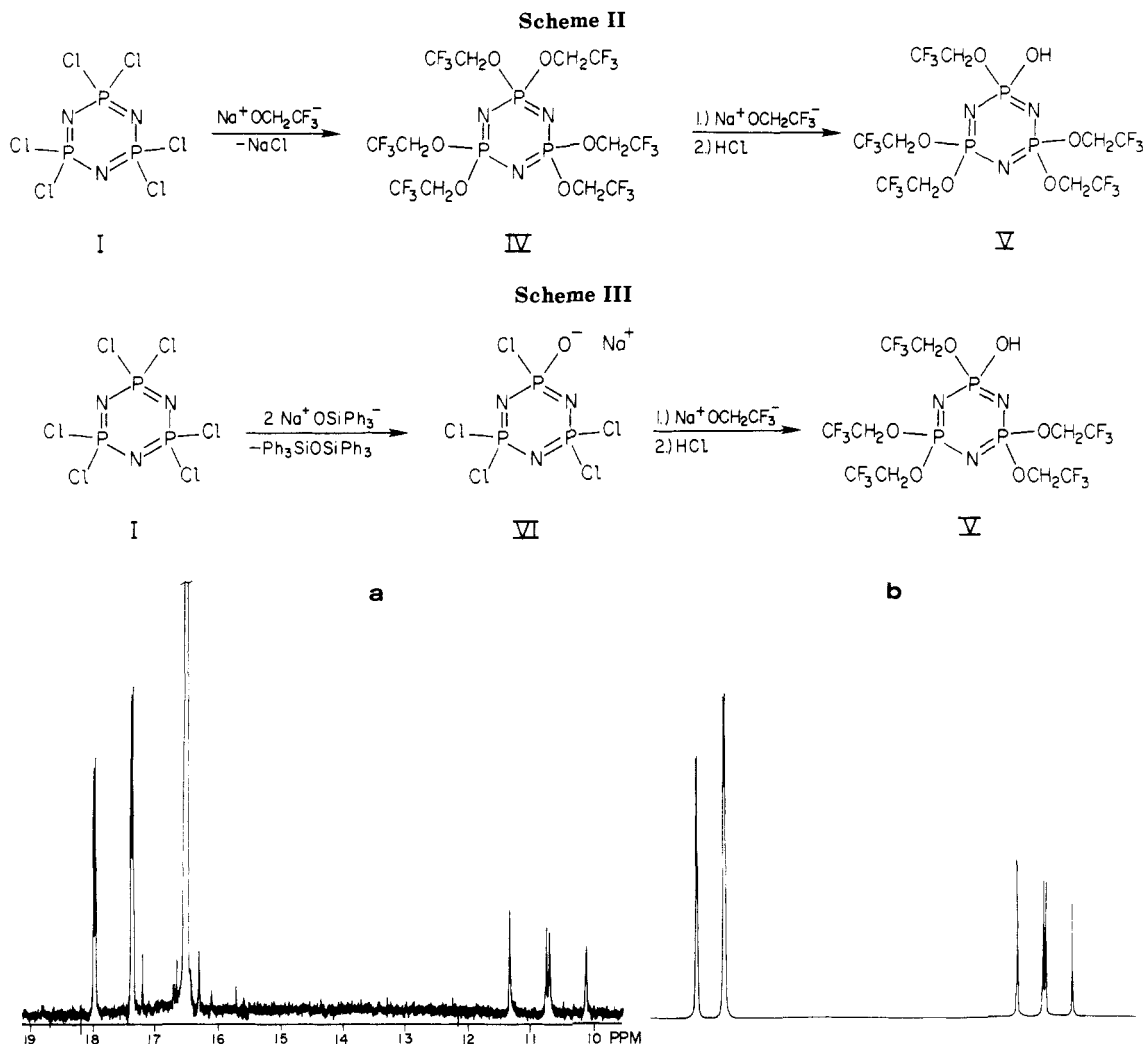 Scheme II
Cl Cl
P
N N
Cl P P Cl
N
Cl Cl
I
Na⁺OCH₂CF₃⁻
−NaCl
CF₃CH₂O OCH₂CF₃
P
N N
CF₃CH₂O P P OCH₂CF₃
N
CF₃CH₂O OCH₂CF₃
IV
1.) Na⁺OCH₂CF₃⁻
2.) HCl
CF₃CH₂O OH
P
N N
CF₃CH₂O P P OCH₂CF₃
N
CF₃CH₂O OCH₂CF₃
V
Scheme III
Cl Cl
P
N N
Cl P P Cl
N
Cl Cl
I
2 Na⁺OSiPh₃⁻
−Ph₃SiOSiPh₃
Cl O⁻ Na⁺
P
N N
Cl P P Cl
N
Cl Cl
VI
1.) Na⁺OCH₂CF₃⁻
2.) HCl
CF₃CH₂O OH
P
N N
CF₃CH₂O P P OCH₂CF₃
N
CF₃CH₂O OCH₂CF₃
V
a
b
19 18 17 16 15 14 13 12 11 10 PPM